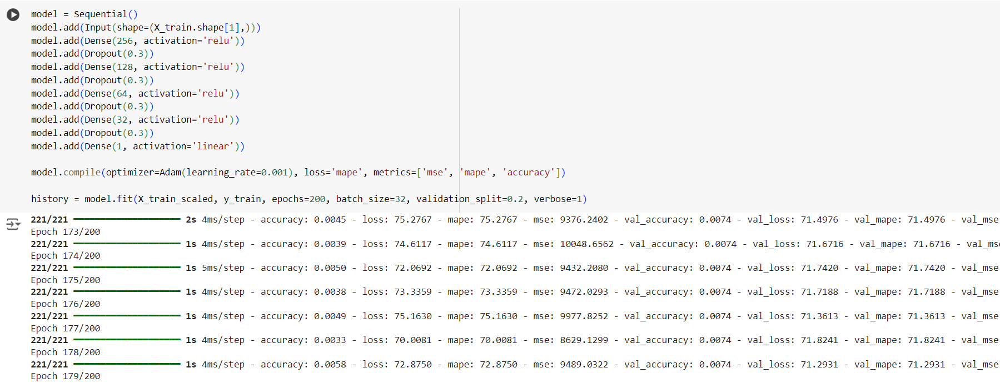 model = Sequential()
model.add(Input(shape=(X_train.shape[1],)))
model.add(Dense(256, activation='relu'))
model.add(Dropout(0.3))
model.add(Dense(128, activation='relu'))
model.add(Dropout(0.3))
model.add(Dense(64, activation='relu'))
model.add(Dropout(0.3))
model.add(Dense(32, activation='relu'))
model.add(Dropout(0.3))
model.add(Dense(1, activation='linear'))
model.compile(optimizer=Adam(learning_rate=0.001), loss='mape', metrics=['mse', 'mape', 'accuracy'])
history = model.fit(X_train_scaled, y_train, epochs=200, batch_size=32, validation_split=0.2, verbose=1)
221/221 2s 4ms/step - accuracy: 0.0045 - loss: 75.2767 - mape: 75.2767 - mse: 9376.2402 - val_accuracy: 0.0074 - val_loss: 71.4976 - val_mape: 71.4976 - val_mse
Epoch 173/200
221/221 1s 4ms/step - accuracy: 0.0039 - loss: 74.6117 - mape: 74.6117 - mse: 10048.6562 - val_accuracy: 0.0074 - val_loss: 71.6716 - val_mape: 71.6716 - val_mse
Epoch 174/200
221/221 1s 5ms/step - accuracy: 0.0050 - loss: 72.0692 - mape: 72.0692 - mse: 9432.2080 - val_accuracy: 0.0074 - val_loss: 71.7420 - val_mape: 71.7420 - val_mse
Epoch 175/200
221/221 1s 4ms/step - accuracy: 0.0038 - loss: 73.3359 - mape: 73.3359 - mse: 9472.0293 - val_accuracy: 0.0074 - val_loss: 71.7188 - val_mape: 71.7188 - val_mse
Epoch 176/200
221/221 1s 4ms/step - accuracy: 0.0049 - loss: 75.1630 - mape: 75.1630 - mse: 9977.8252 - val_accuracy: 0.0074 - val_loss: 71.3613 - val_mape: 71.3613 - val_mse
Epoch 177/200
221/221 1s 4ms/step - accuracy: 0.0033 - loss: 70.0081 - mape: 70.0081 - mse: 8629.1299 - val_accuracy: 0.0074 - val_loss: 71.8241 - val_mape: 71.8241 - val_mse
Epoch 178/200
221/221 1s 4ms/step - accuracy: 0.0058 - loss: 72.8750 - mape: 72.8750 - mse: 9489.0322 - val_accuracy: 0.0074 - val_loss: 71.2931 - val_mape: 71.2931 - val_mse
Epoch 179/200